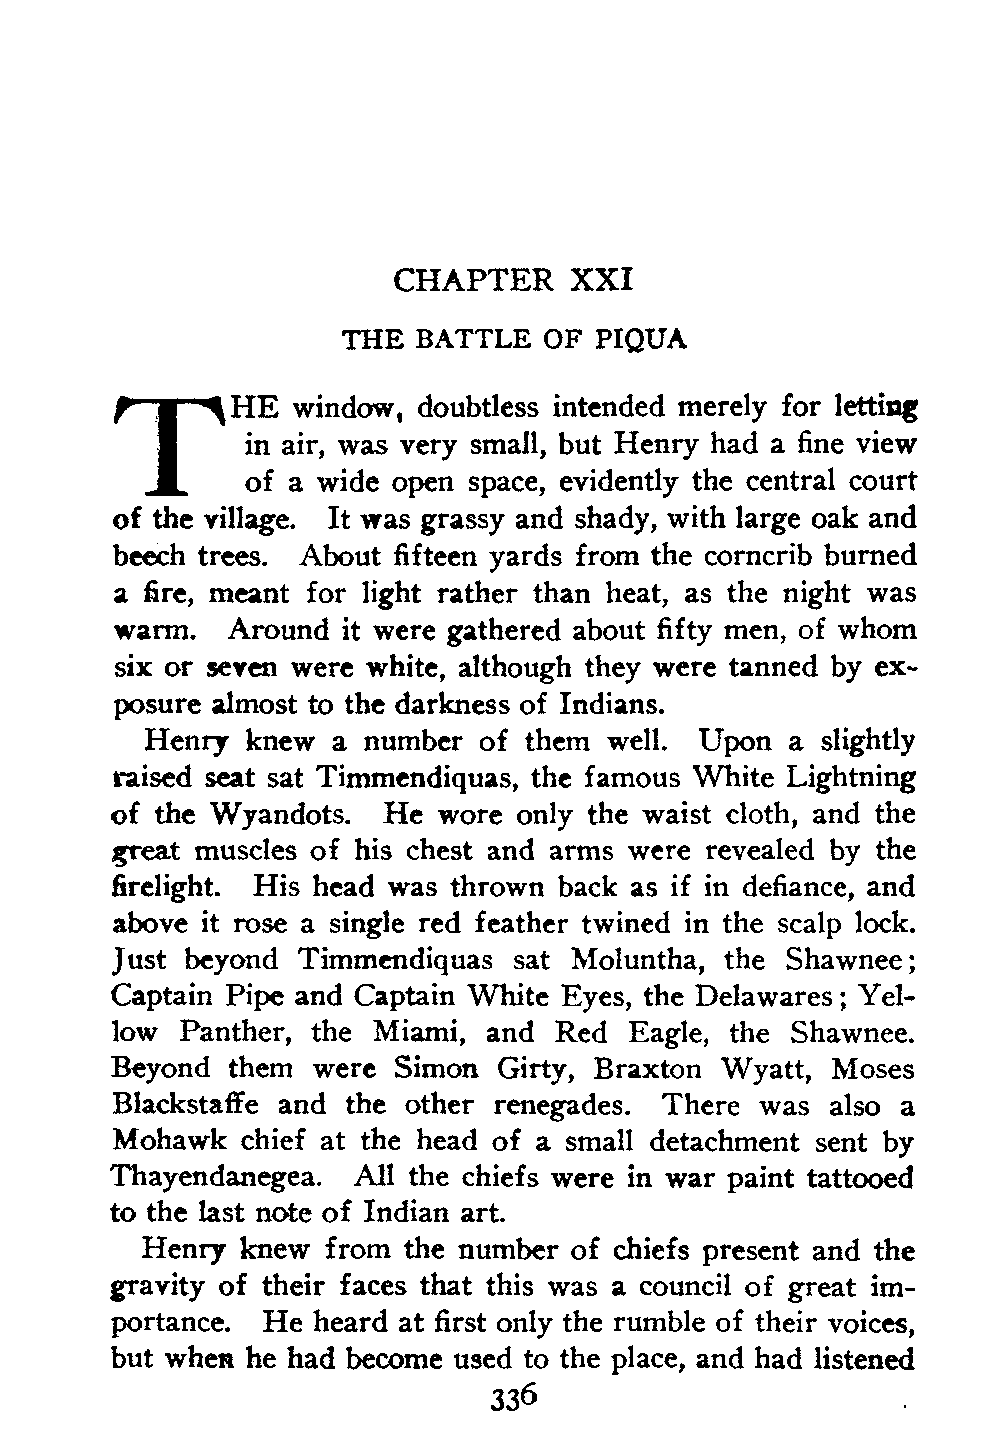 CHAPTER XXI
THE BATTLE OF PIQUA
THE window, doubtless intended merely for letting
in air, was very small, but Henry had a fine view
of a wide open space, evidently the central court
of the village. It was grassy and shady, with large oak and
beech trees. About fifteen yards from the corncrib burned
a fire, meant for light rather than heat, as the night was
warm. Around it were gathered about fifty men, of whom
six or seven were white, although they were tanned by ex-
posure almost to the darkness of Indians.
Henry knew a number of them well. Upon a slightly
raised seat sat Timmendiquas, the famous White Lightning
of the Wyandots. He wore only the waist cloth, and the
great muscles of his chest and arms were revealed by the
firelight. His head was thrown back as if in defiance, and
above it rose a single red feather twined in the scalp lock.
Just beyond Timmendiquas sat Moluntha, the Shawnee;
Captain Pipe and Captain White Eyes, the Delawares; Yel-
low Panther, the Miami, and Red Eagle, the Shawnee.
Beyond them were Simon Girty, Braxton Wyatt, Moses
Blackstaffe and the other renegades. There was also a
Mohawk chief at the head of a small detachment sent by
Thayendanegea. All the chiefs were in war paint tattooed
to the last note of Indian art.
Henry knew from the number of chiefs present and the
gravity of their faces that this was a council of great im-
portance. He heard at first only the rumble of their voices,
but when he had become used to the place, and had listened
336